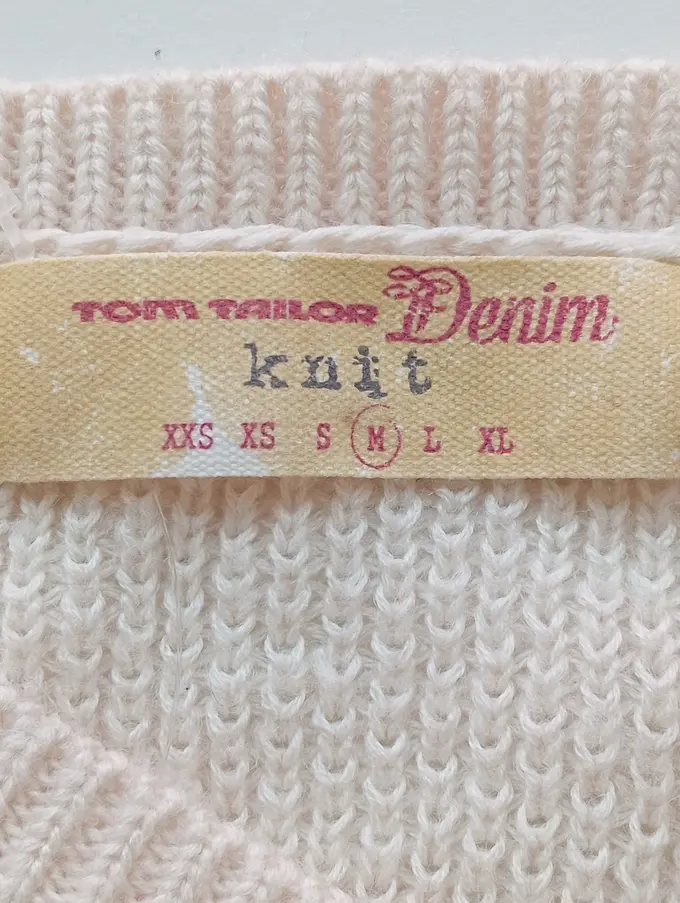 TOM TAILOR Denim
knit
XXS XS S M L XL